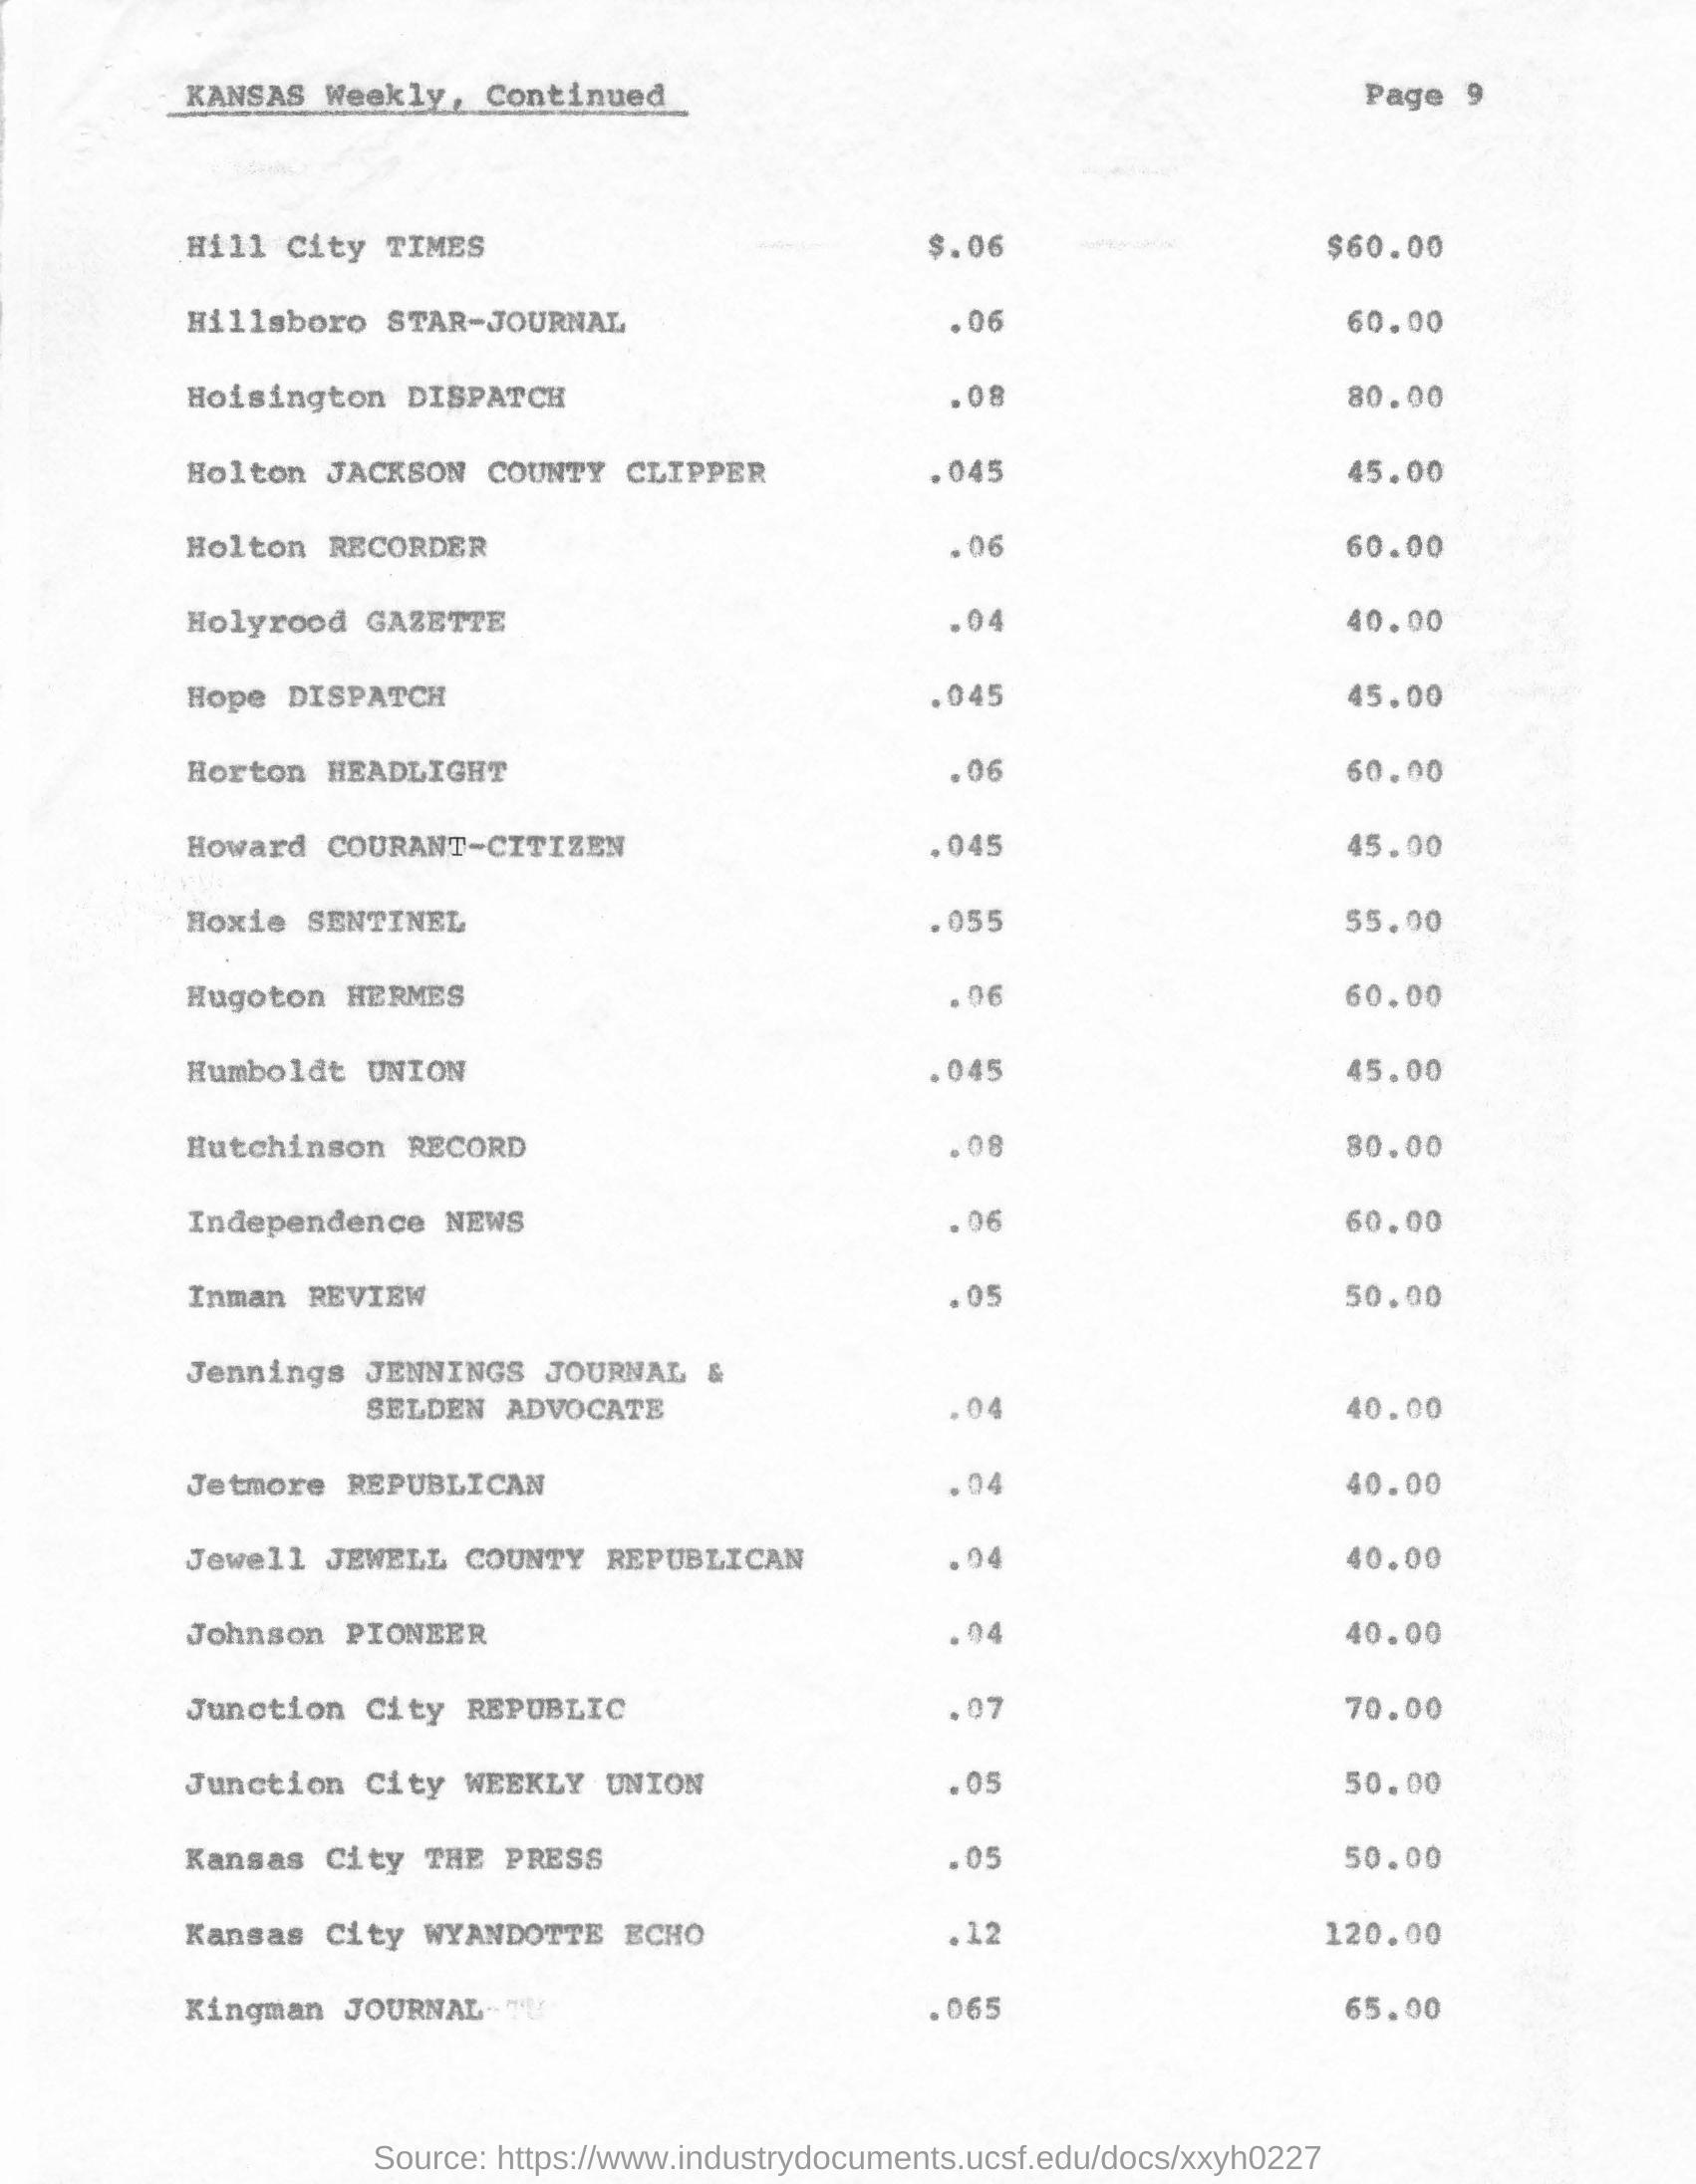 KANSAS Weekly, Continued Page 9
Hill City TIMES $.06 $60.00
Hillsboro STAR-JOURNAL .06 60.00
Hoisington DISPATCH .08 80.00
Holton JACKSON COUNTY CLIPPER .045 45.00
Holton RECORDER .06 60.00
Holyrood GAZETTE .04 40.00
Hope DISPATCH .045 45.00
Horton HEADLIGHT .06 60.00
Howard COURANT-CITIZEN .045 45.00
Hoxie SENTINEL .055 55.00
Hugoton HERMES .06 60.00
Humboldt UNION .045 45.00
Hutchinson RECORD .08 80.00
Independence NEWS .06 60.00
Inman REVIEW .05 50.00
Jennings JENNINGS JOURNAL &
SELDEN ADVOCATE .04 40.00
Jetmore REPUBLICAN .04 40.00
Jewell JEWELL COUNTY REPUBLICAN .04 40.00
Johnson PIONEER .04 40.00
Junction City REPUBLIC .07 70.00
Junction City WEEKLY UNION .05 50.00
Kansas City THE PRESS .05 50.00
Kansas City WYANDOTTE ECHO .12 120.00
Kingman JOURNAL .065 65.00
Source: https://www.industrydocuments.ucsf.edu/docs/xxyh0227